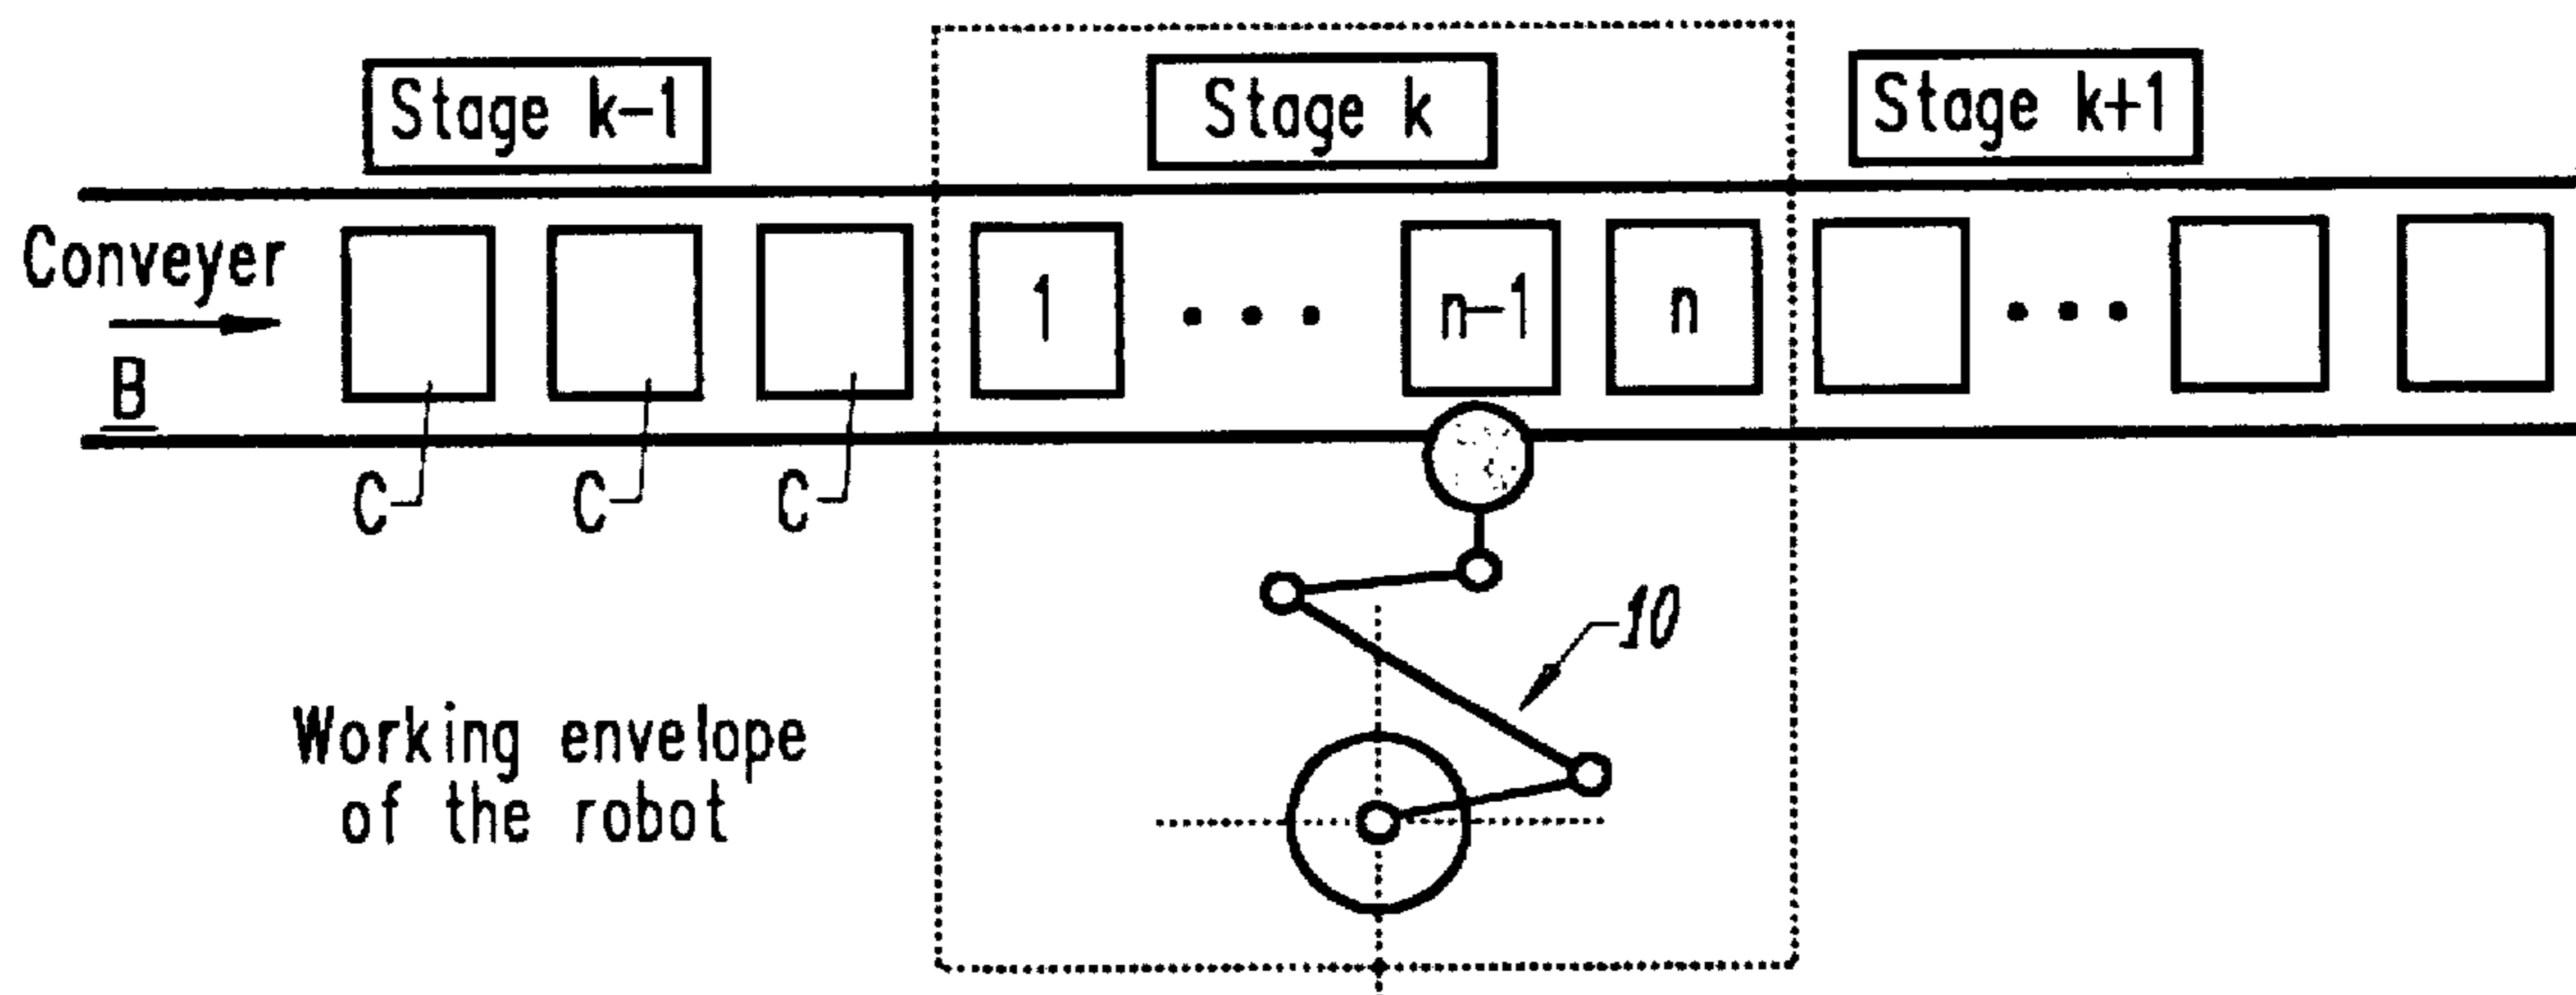 Stage k-1
Stage k
Stage k+1
Conveyer
1
• • •
n-1
n
• • •
B
C
C
C
10
Working envelope
of the robot